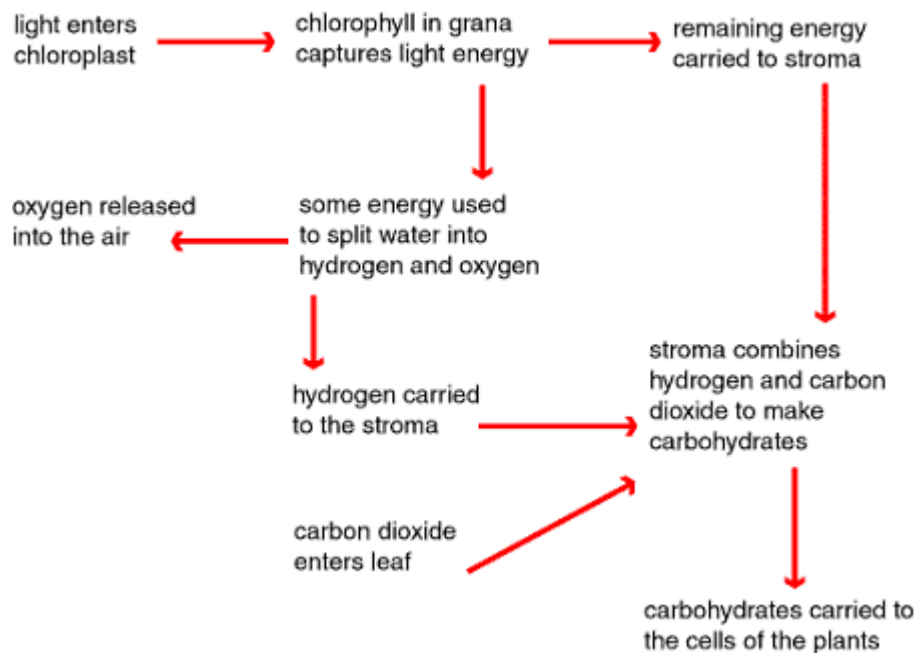 light enters
chloroplast
chlorophyll in grana
captures light energy
remaining energy
carried to stroma
oxygen released
into the air
some energy used
to split water into
hydrogen and oxygen
hydrogen carried
to the stroma
stroma combines
hydrogen and carbon
dioxide to make
carbohydrates
carbon dioxide
enters leaf
carbohydrates carried to
the cells of the plants